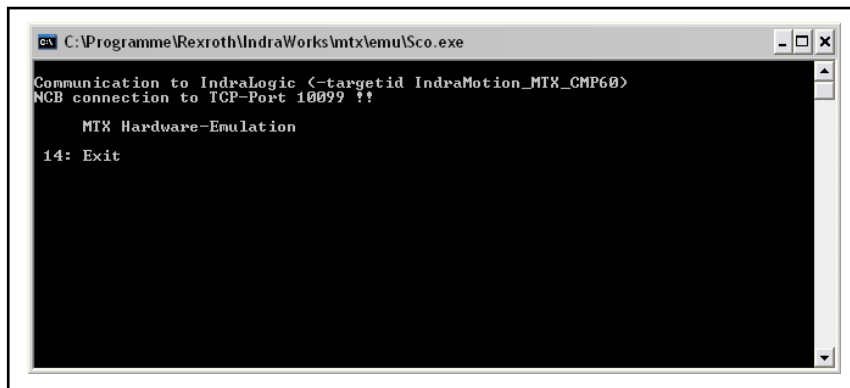 C:\Programme\Rexroth\IndraWorks\mtx\emu\Sco.exe
Communication to IndraLogic (-targetid IndraMotion_MTX_CMP60)
NCB connection to TCP-Port 10099 !!
MTX Hardware-Emulation
14: Exit